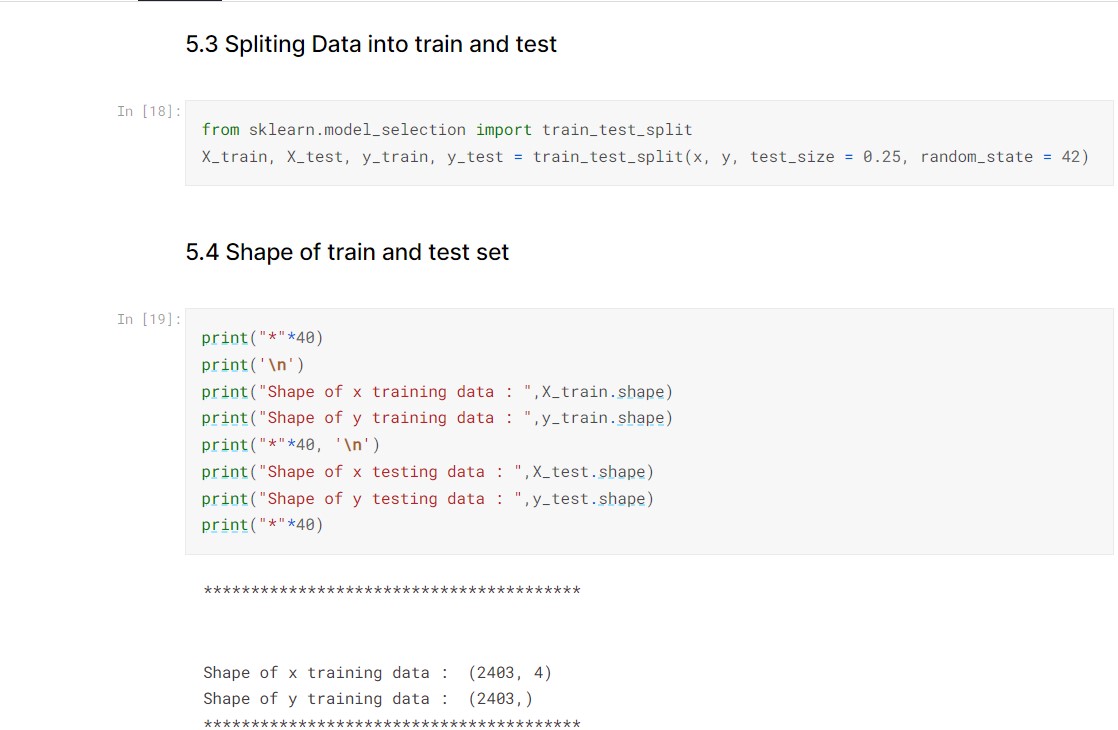 5.3 Spliting Data into train and test
In [18]:
from sklearn.model_selection import train_test_split
X_train, X_test, y_train, y_test = train_test_split(x, y, test_size = 0.25, random_state = 42)
5.4 Shape of train and test set
In [19]:
print("*"*40)
print('\n')
print("Shape of x training data : ",X_train.shape)
print("Shape of y training data : ",y_train.shape)
print("*"*40, '\n')
print("Shape of x testing data : ",X_test.shape)
print("Shape of y testing data : ",y_test.shape)
print("*"*40)
****************************************
Shape of x training data :  (2403, 4)
Shape of y training data :  (2403,)
****************************************